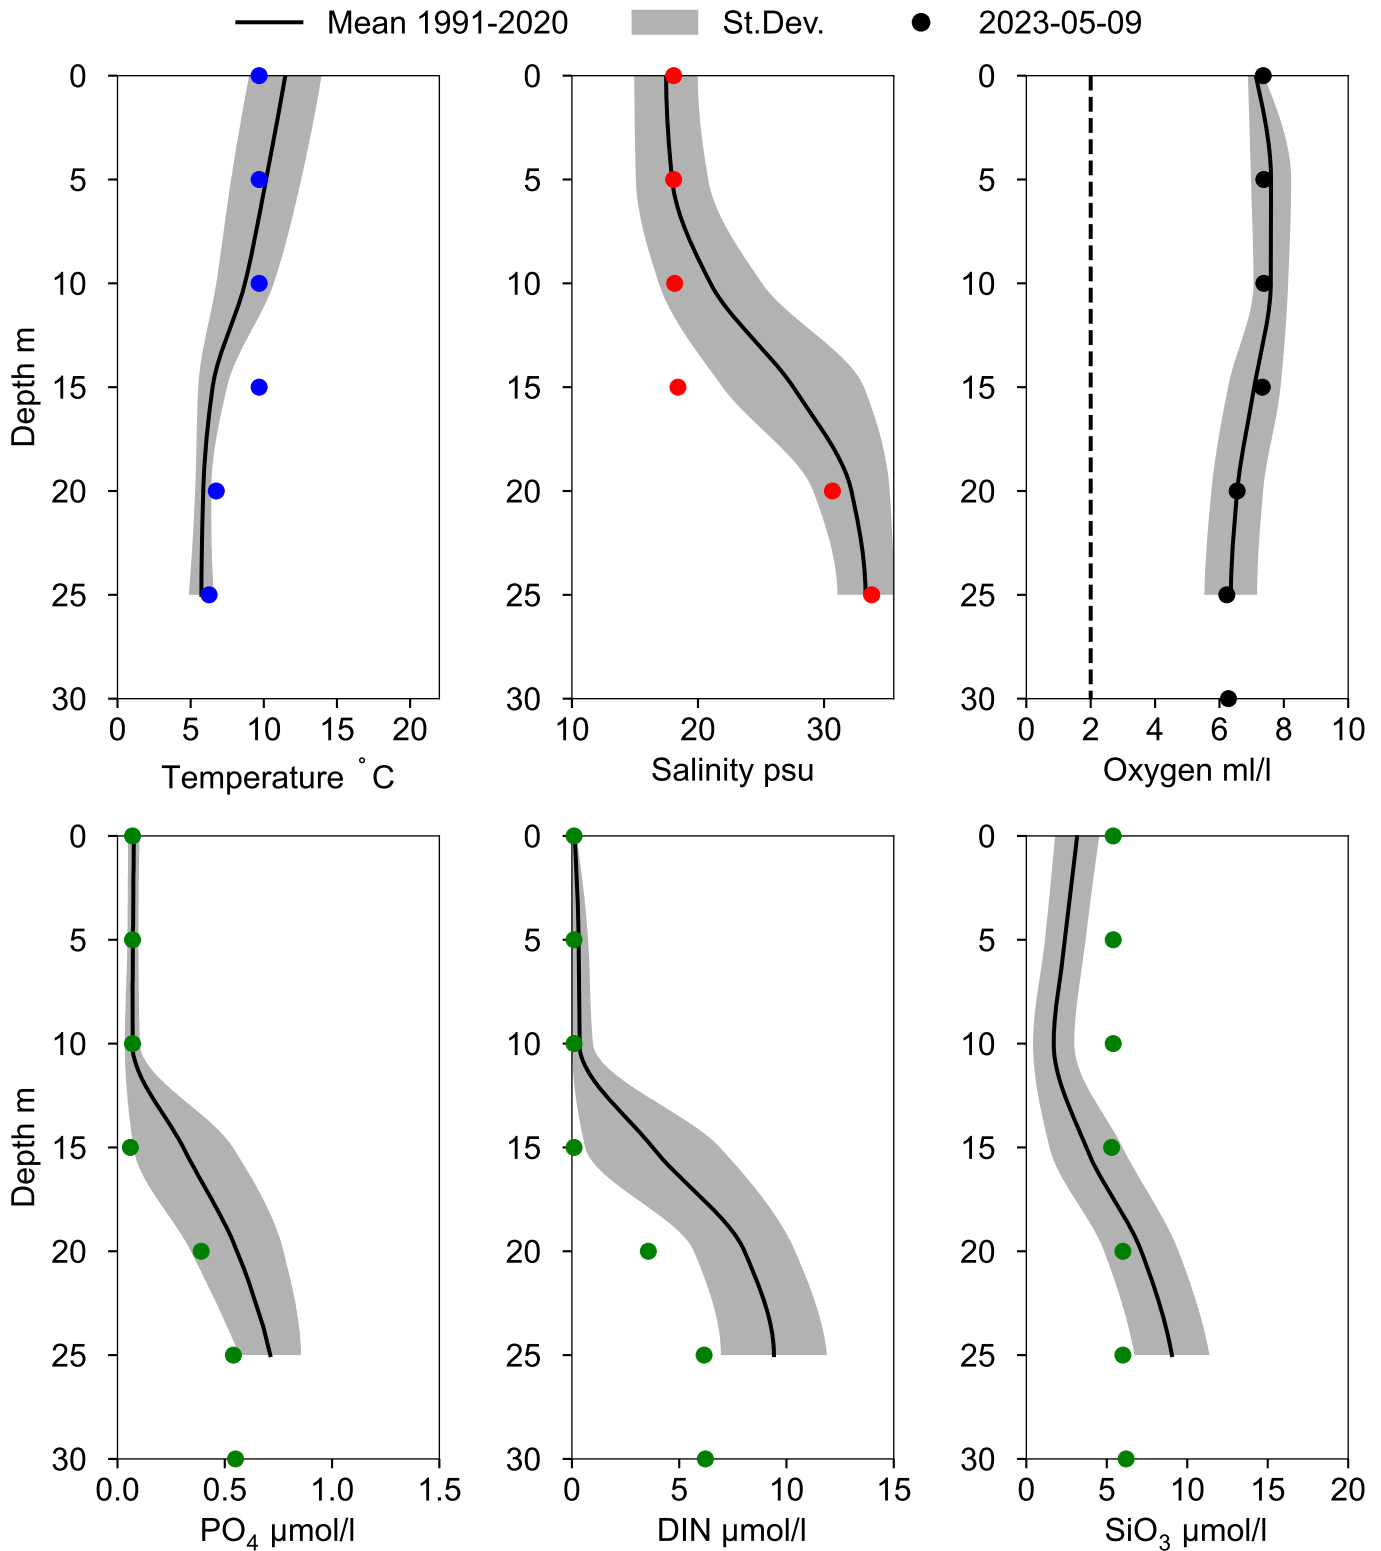 Mean 1991-2020 St.Dev. 2023-05-09
0 0 0
5 5 5
10 10 10
15 15 15
20 20 20
25 25 25
30 30 30
Depth m
0 5 10 15 20 10 20 30 0 2 4 6 8 10
Temperature °C Salinity psu Oxygen ml/l
0 0 0
5 5 5
10 10 10
15 15 15
20 20 20
25 25 25
30 30 30
Depth m
0.0 0.5 1.0 1.5 0 5 10 15 0 5 10 15 20
PO₄ µmol/l DIN µmol/l SiO₃ µmol/l